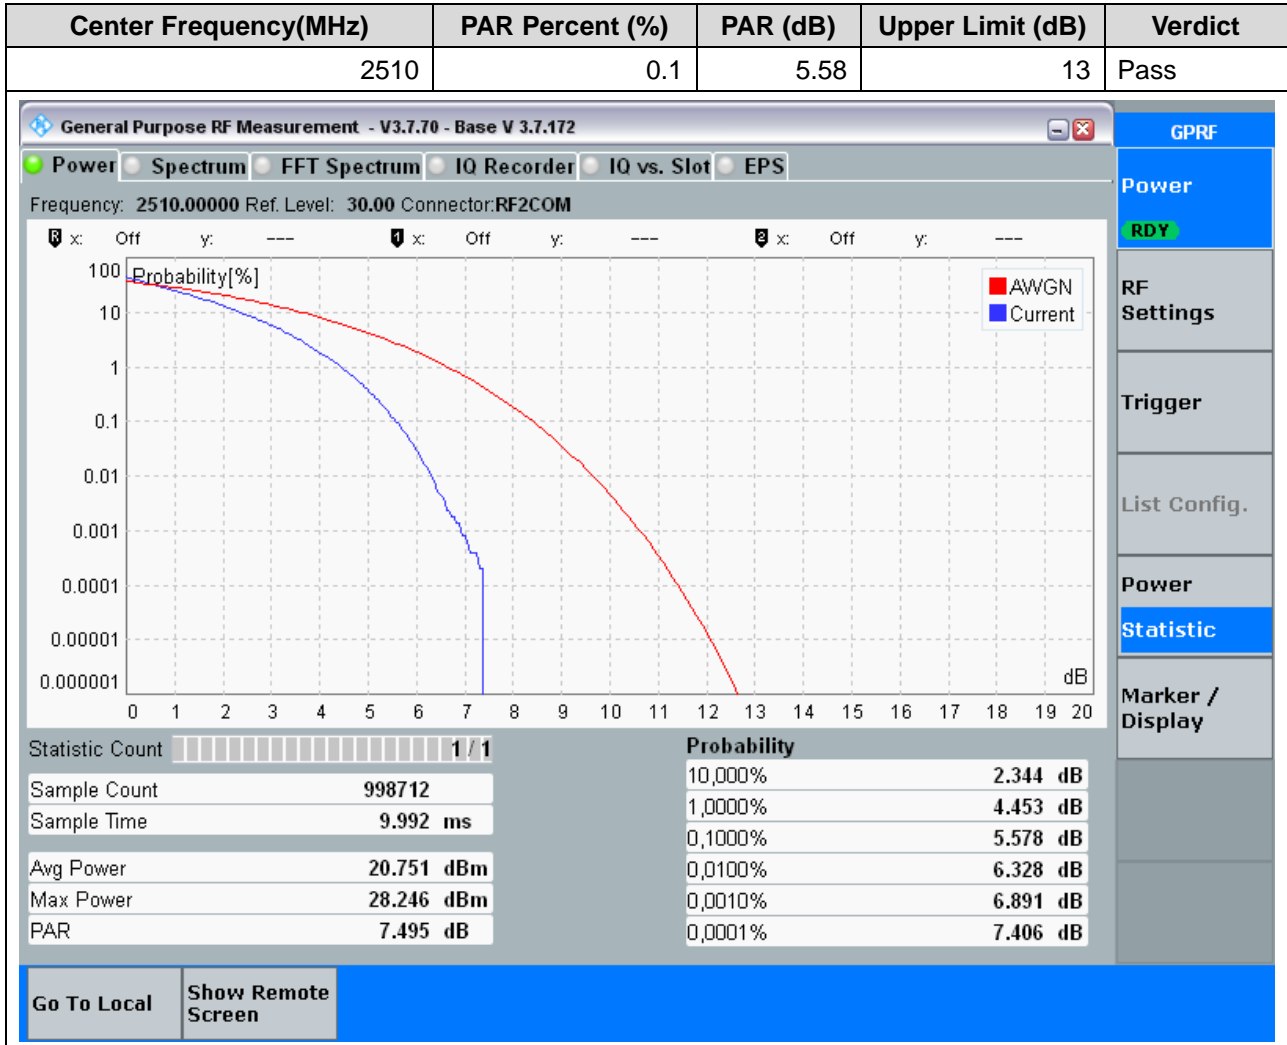 Center Frequency(MHz) PAR Percent (%) PAR (dB) Upper Limit (dB) Verdict
2510 0.1 5.58 13 Pass
General Purpose RF Measurement - V3.7.70 - Base V 3.7.172
GPRF
Power Spectrum FFT Spectrum IQ Recorder IQ vs. Slot EPS
Power
RDY
Frequency: 2510.00000 Ref. Level: 30.00 Connector:RF2COM
R x: Off y: --- 1 x: Off y: --- 2 x: Off y: ---
Probability[%]
AWGN
Current
100
10
1
0.1
0.01
0.001
0.0001
0.00001
0.000001
dB
0 1 2 3 4 5 6 7 8 9 10 11 12 13 14 15 16 17 18 19 20
RF
Settings
Trigger
List Config.
Power
Statistic
Marker /
Display
Statistic Count 1 / 1
Sample Count 998712
Sample Time 9.992 ms
Avg Power 20.751 dBm
Max Power 28.246 dBm
PAR 7.495 dB
Probability
10,000% 2.344 dB
1,0000% 4.453 dB
0,1000% 5.578 dB
0,0100% 6.328 dB
0,0010% 6.891 dB
0,0001% 7.406 dB
Go To Local
Show Remote
Screen